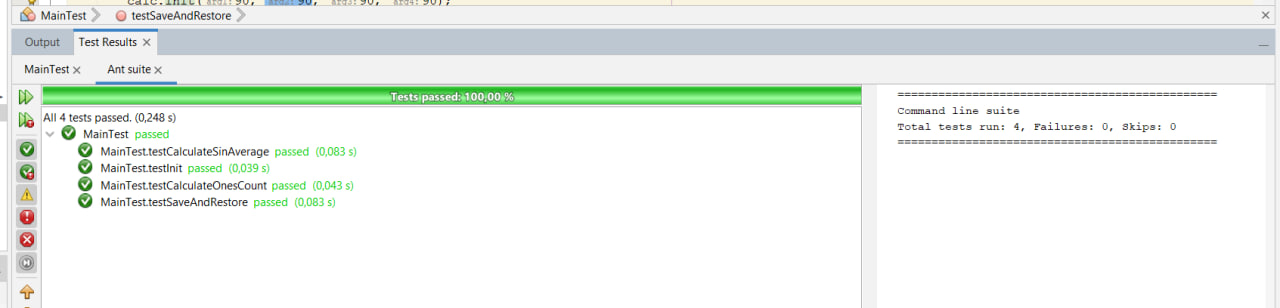 calc.init( arg1: 90, arg2: 90, arg3: 90, arg4: 90);
MainTest testSaveAndRestore
Output Test Results
MainTest Ant suite
Tests passed: 100,00 %
All 4 tests passed. (0,248 s)
MainTest passed
MainTest.testCalculateSinAverage passed (0,083 s)
MainTest.testInit passed (0,039 s)
MainTest.testCalculateOnesCount passed (0,043 s)
MainTest.testSaveAndRestore passed (0,083 s)
===============================================
Command line suite
Total tests run: 4, Failures: 0, Skips: 0
===============================================